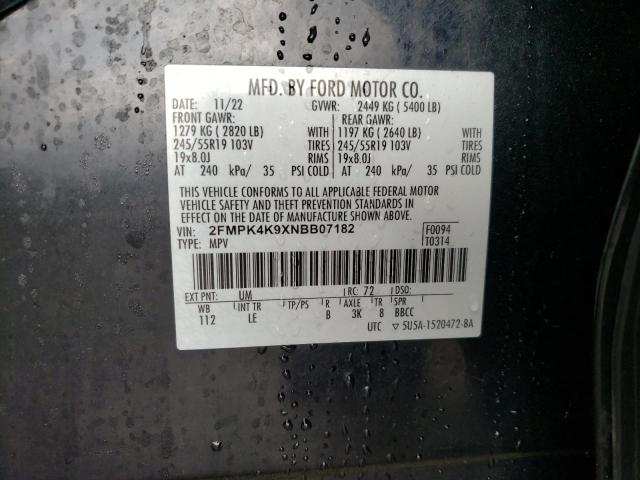 MFD. BY FORD MOTOR CO.
DATE: 11/22 GVWR: 2449 KG ( 5400 LB)
FRONT GAWR: REAR GAWR:
1279 KG ( 2820 LB) WITH 1197 KG ( 2640 LB) WITH
245/55R19 103V TIRES 245/55R19 103V TIRES
19x8.0J RIMS 19x8.0J RIMS
AT 240 kPa/ 35 PSI COLD AT 240 kPa/ 35 PSI COLD
THIS VEHICLE CONFORMS TO ALL APPLICABLE FEDERAL MOTOR
VEHICLE SAFETY AND THEFT PREVENTION STANDARDS IN
EFFECT ON THE DATE OF MANUFACTURE SHOWN ABOVE.
VIN: 2FMPK4K9XNBB07182 F0094
TYPE: MPV T0314
EXT PNT: UM RC: 72 DSO:
WB INT TR TP/PS R AXLE TR SPR
112 LE B 3K 8 BBCC
UTC ▽ 5U5A-1520472-BA